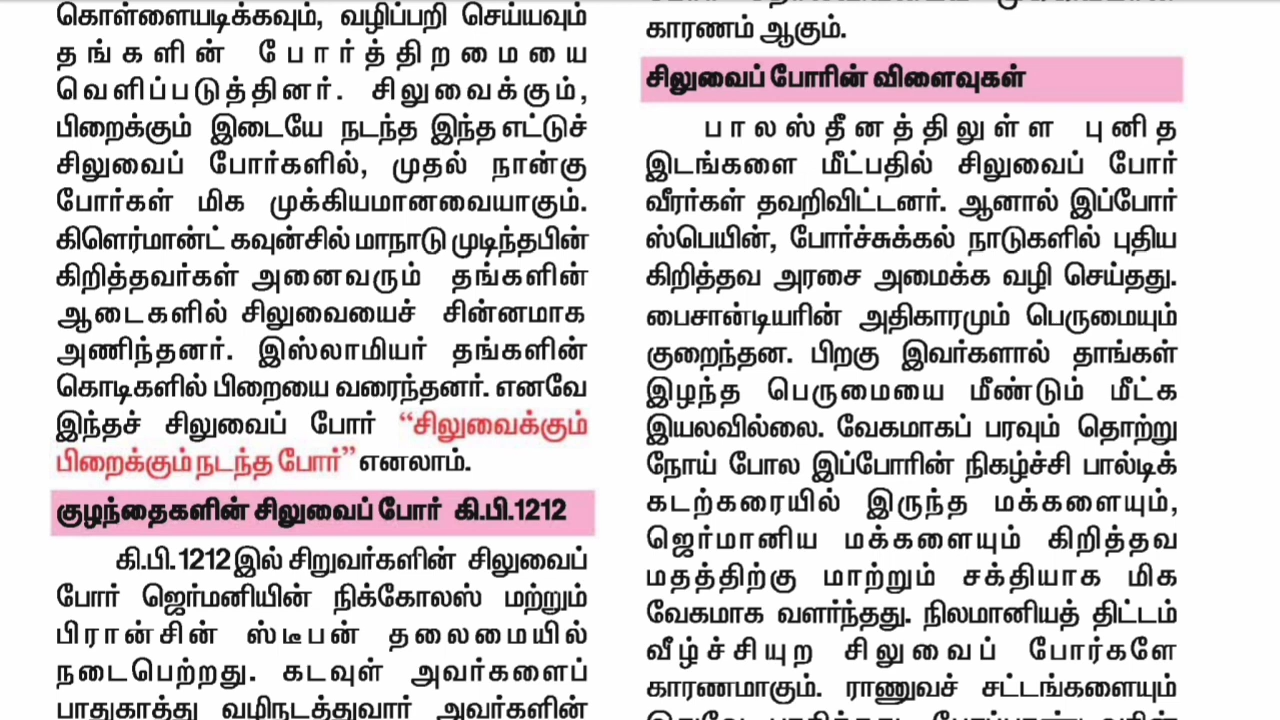 கொள்ளையடிக்கவும், வழிப்பறி செய்யவும்
தங்களின் போர்த்திறமையை
வெளிப்படுத்தினர். சிலுவைக்கும்,
பிறைக்கும் இடையே நடந்த இந்த எட்டுச்
சிலுவைப் போர்களில், முதல் நான்கு
போர்கள் மிக முக்கியமானவையாகும்.
கிளெர்மான்ட் கவுன்சில் மாநாடு முடிந்தபின்
கிறித்தவர்கள் அனைவரும் தங்களின்
ஆடைகளில் சிலுவையைச் சின்னமாக
அணிந்தனர். இஸ்லாமியர் தங்களின்
கொடிகளில் பிறையை வரைந்தனர். எனவே
இந்தச் சிலுவைப் போர் “சிலுவைக்கும்
பிறைக்கும் நடந்த போர்” எனலாம்.
குழந்தைகளின் சிலுவைப் போர் கி.பி.1212
கி.பி.1212இல் சிறுவர்களின் சிலுவைப்
போர் ஜெர்மனியின் நிக்கோலஸ் மற்றும்
பிரான்சின் ஸ்டீபன் தலைமையில்
நடைபெற்றது. கடவுள் அவர்களைப்
பாதுகாத்து வழிநடத்துவார் அவர்களின்
காரணம் ஆகும்.
சிலுவைப் போரின் விளைவுகள்
பாலஸ்தீனத்திலுள்ள புனித
இடங்களை மீட்பதில் சிலுவைப் போர்
வீரர்கள் தவறிவிட்டனர். ஆனால் இப்போர்
ஸ்பெயின், போர்ச்சுக்கல் நாடுகளில் புதிய
கிறித்தவ அரசை அமைக்க வழி செய்தது.
பைசான்டியரின் அதிகாரமும் பெருமையும்
குறைந்தன. பிறகு இவர்களால் தாங்கள்
இழந்த பெருமையை மீண்டும் மீட்க
இயலவில்லை. வேகமாகப் பரவும் தொற்று
நோய் போல இப்போரின் நிகழ்ச்சி பால்டிக்
கடற்கரையில் இருந்த மக்களையும்,
ஜெர்மானிய மக்களையும் கிறித்தவ
மதத்திற்கு மாற்றும் சக்தியாக மிக
வேகமாக வளர்ந்தது. நிலமானியத் திட்டம்
வீழ்ச்சியுற சிலுவைப் போர்களே
காரணமாகும். ராணுவச் சட்டங்களையும்